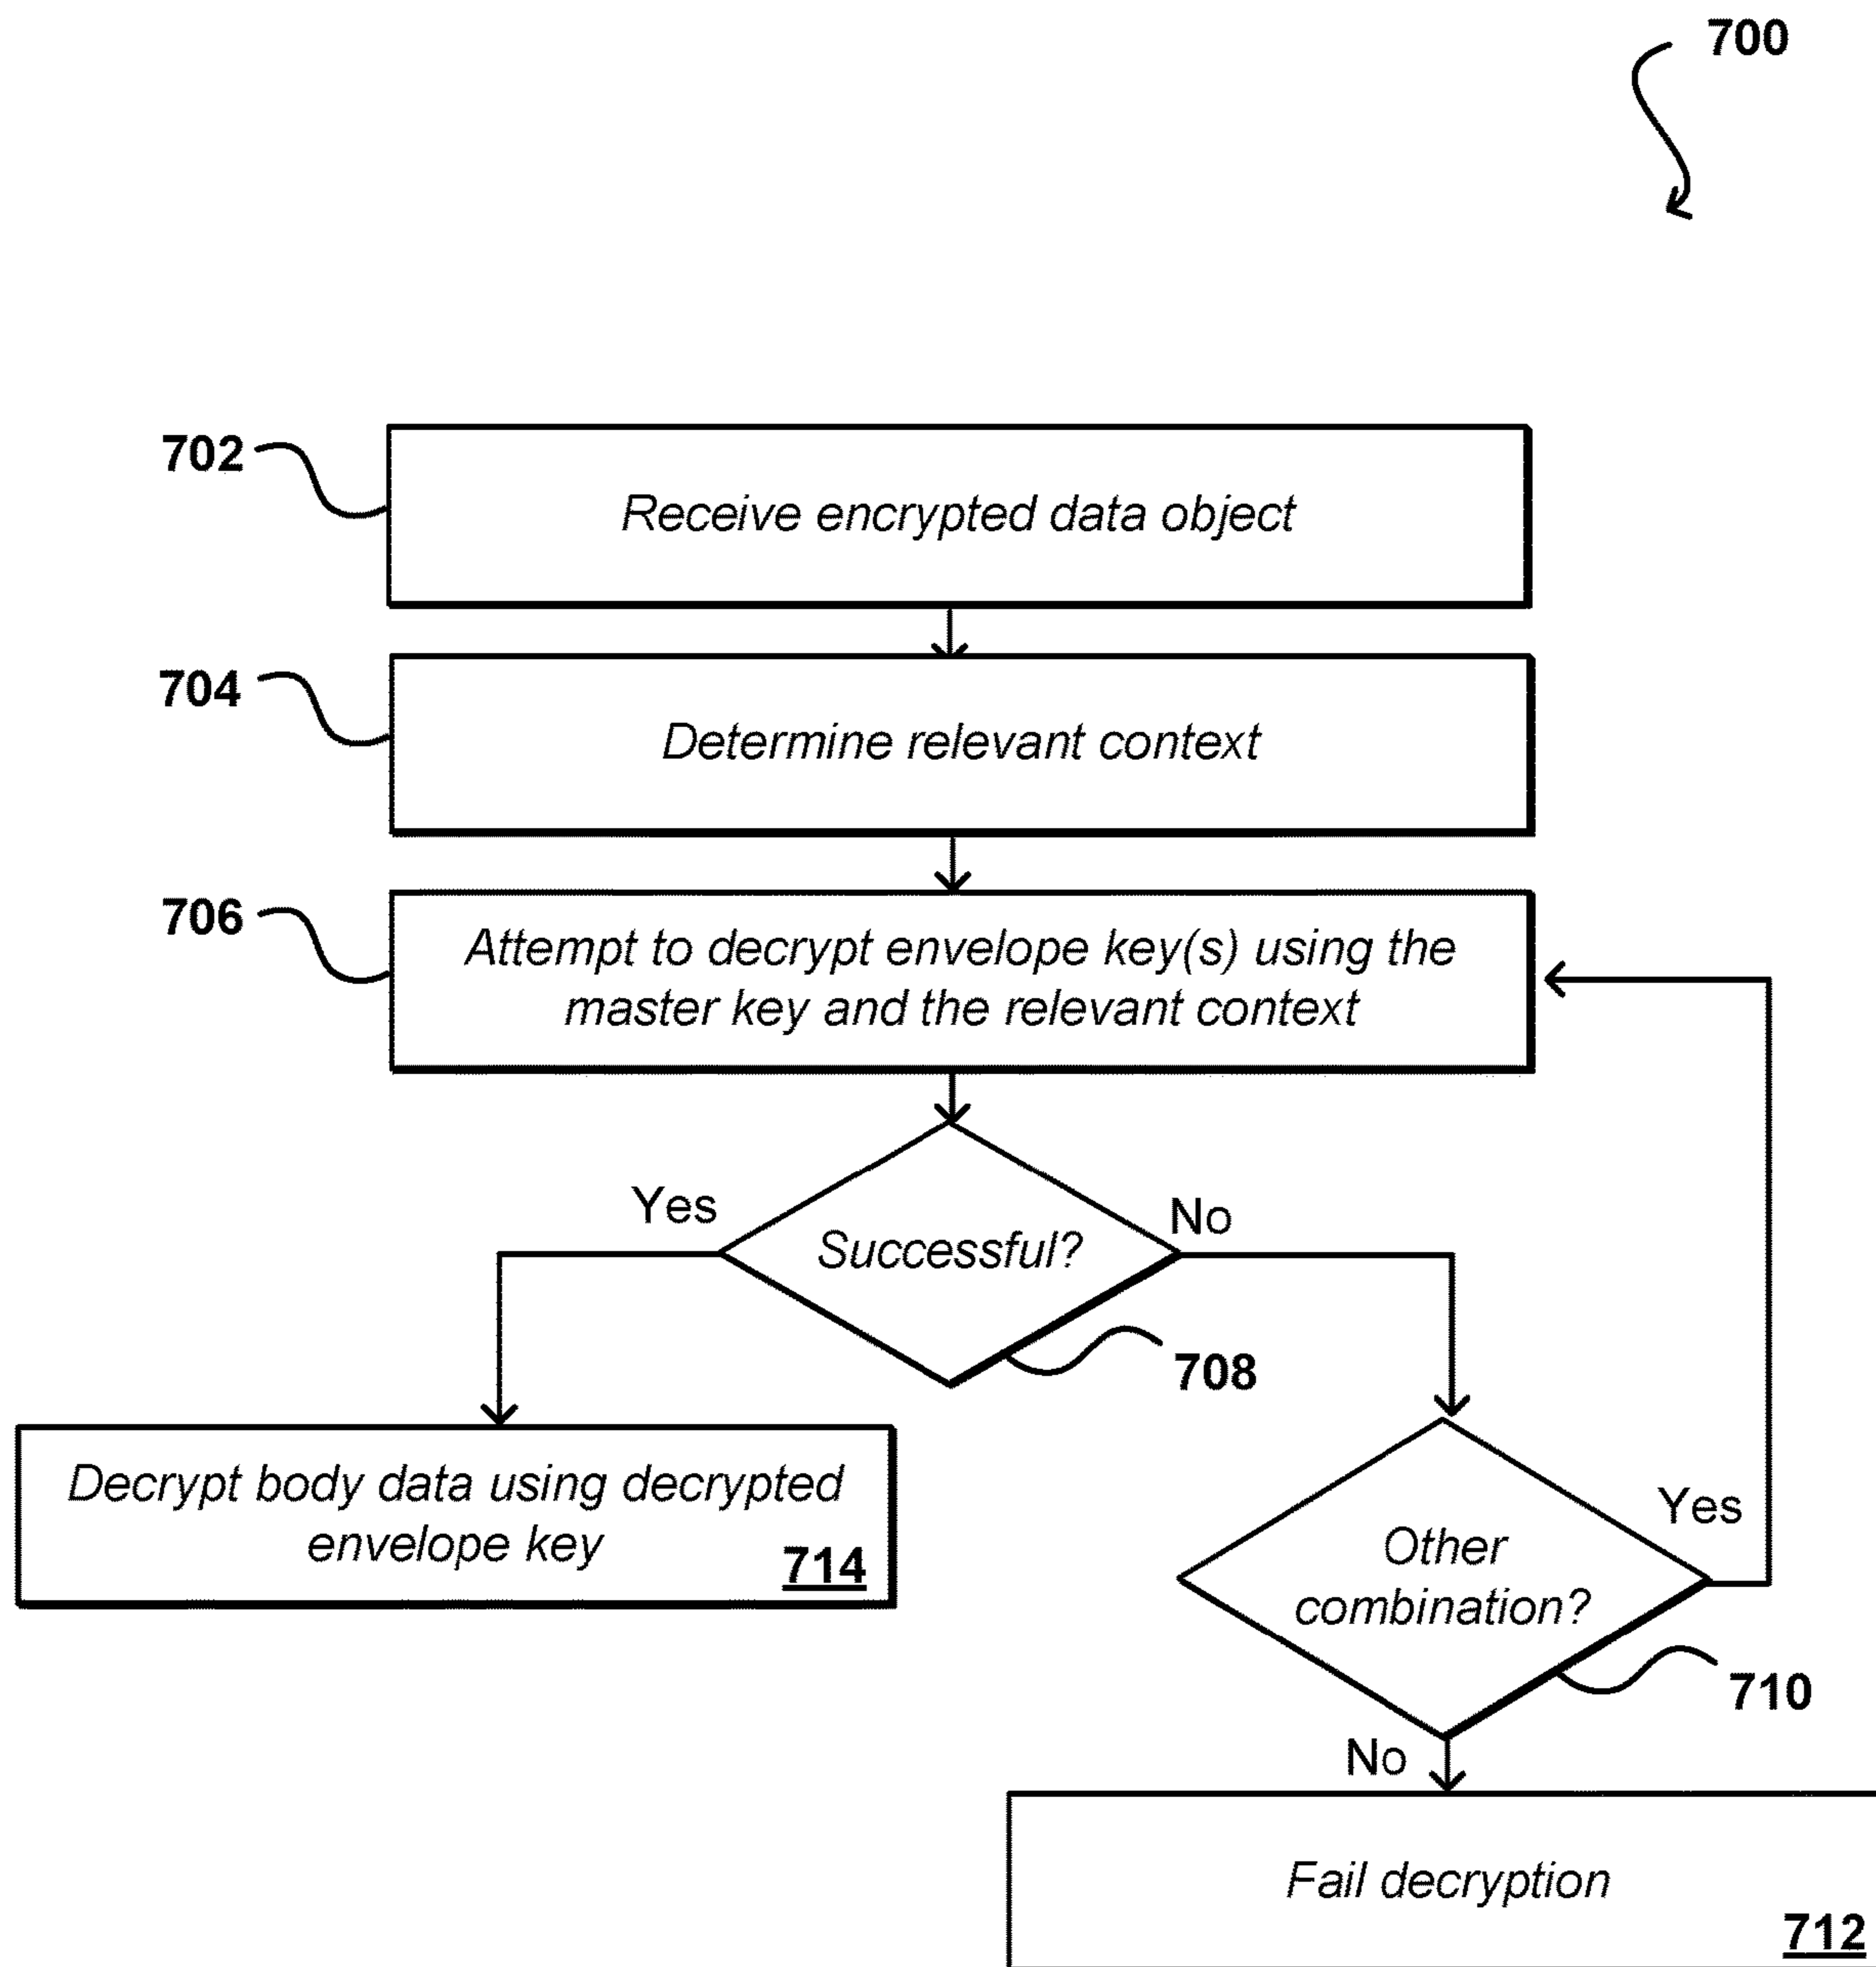 700
702
Receive encrypted data object
704
Determine relevant context
706
Attempt to decrypt envelope key(s) using the
master key and the relevant context
Yes
No
Successful?
708
Decrypt body data using decrypted
envelope key
714
Yes
Other
combination?
710
No
Fail decryption
712